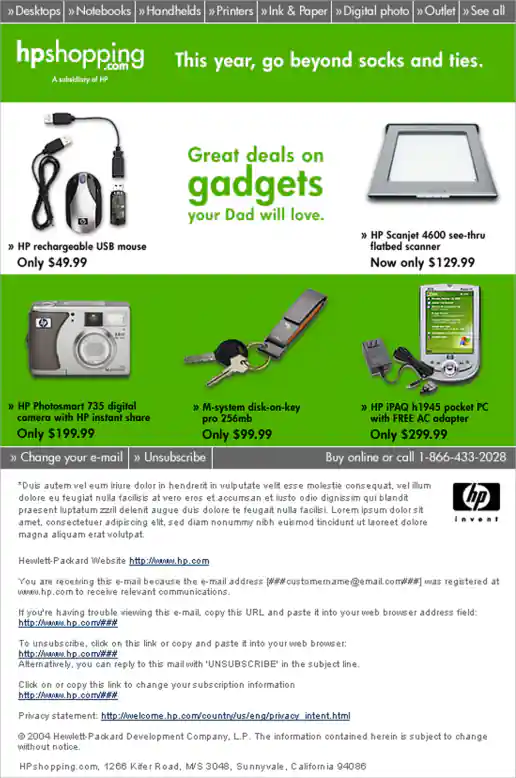 » Desktops » Notebooks » Handhelds » Printers » Ink & Paper » Digital photo » Outlet » See all
hpshopping
.com
A subsidiary of HP
This year, go beyond socks and ties.
Great deals on
gadgets
your Dad will love.
» HP rechargeable USB mouse
Only $49.99
» HP Scanjet 4600 see-thru
flatbed scanner
Now only $129.99
» HP Photosmart 735 digital
camera with HP instant share
Only $199.99
» M-system disk-on-key
pro 256mb
Only $99.99
» HP iPAQ h1945 pocket PC
with FREE AC adapter
Only $299.99
» Change your e-mail » Unsubscribe Buy online or call 1-866-433-2028
*Duis autem vel eum iriure dolor in hendrerit in vulputate velit esse molestie consequat, vel illum
dolore eu feugiat nulla facilisis at vero eros et accumsan et iusto odio dignissim qui blandit
praesent luptatum zzril delenit augue duis dolore te feugait nulla facilisi. Lorem ipsum dolor sit
amet, consectetuer adipiscing elit, sed diam nonummy nibh euismod tincidunt ut laoreet dolore
magna aliquam erat volutpat.
hp
invent
Hewlett-Packard Website http://www.hp.com
You are receiving this e-mail because the e-mail address [###customername@email.com###] was registered at
www.hp.com to receive relevant communications.
If you're having trouble viewing this e-mail, copy this URL and paste it into your web browser address field:
http://www.hp.com/###
To unsubscribe, click on this link or copy and paste it into your web browser:
http://www.hp.com/###
Alternatively, you can reply to this mail with 'UNSUBSCRIBE' in the subject line.
Click on or copy this link to change your subscription information
http://www.hp.com/###
Privacy statement: http://welcome.hp.com/country/us/eng/privacy_intent.html
© 2004 Hewlett-Packard Development Company, L.P. The information contained herein is subject to change
without notice.
HPshopping.com, 1266 Kifer Road, M/S 304B, Sunnyvale, California 94086